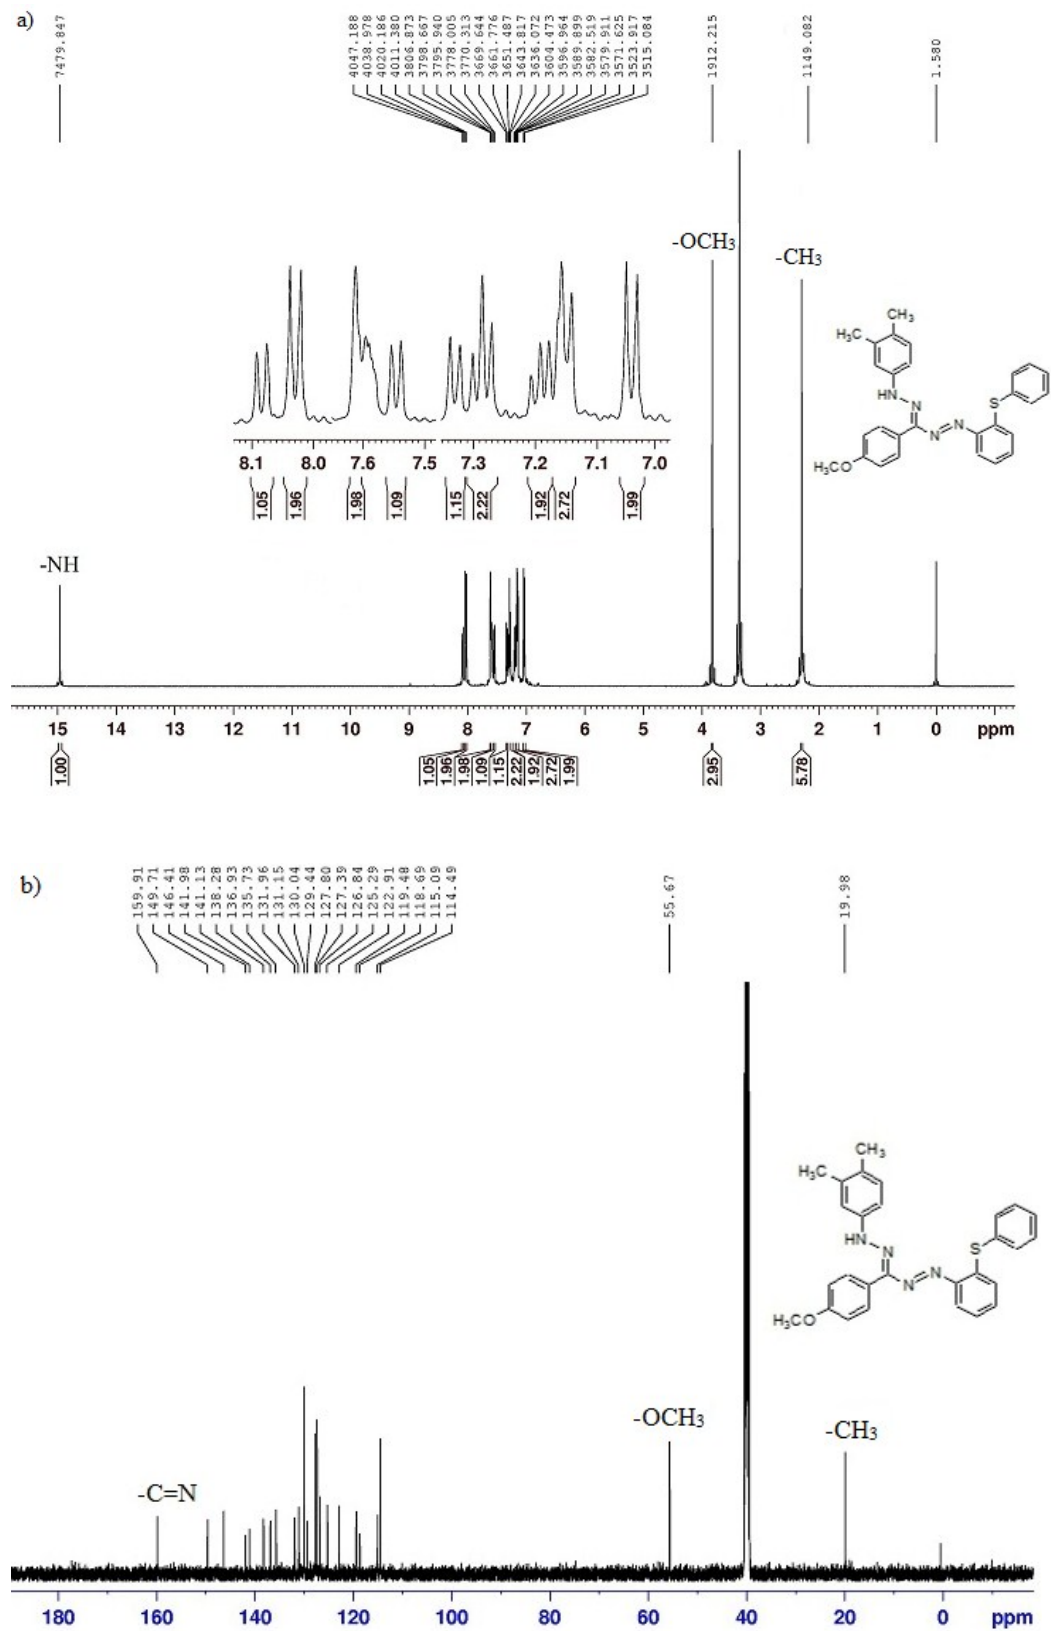 a)
7479.847
4047.188
4038.978
4020.186
4011.380
3806.873
3798.667
3795.940
3778.005
3770.313
3669.644
3661.776
3651.487
3643.817
3636.072
3604.473
3596.964
3589.899
3582.519
3579.911
3571.625
3523.917
3515.084
1912.215
1149.082
1.580
-OCH3
-CH3
CH3
H3C
HN
N
S
N
N
H3CO
8.1 8.0 7.6 7.5 7.3 7.2 7.1 7.0
1.05 1.96 1.98 1.09 1.15 2.22 1.92 2.72 1.99
-NH
15 14 13 12 11 10 9 8 7 6 5 4 3 2 1 0 ppm
1.00 1.05 1.96 1.98 1.09 1.15 2.22 1.92 2.72 1.99 2.95 5.78
b)
159.91
149.71
146.41
141.98
141.13
138.28
136.93
135.73
131.96
131.15
130.04
129.44
127.80
127.39
126.84
125.29
122.91
119.48
118.69
115.09
114.49
55.67
19.98
CH3
H3C
HN
N
S
N
N
H3CO
-OCH3
-CH3
-C=N
180 160 140 120 100 80 60 40 20 0 ppm